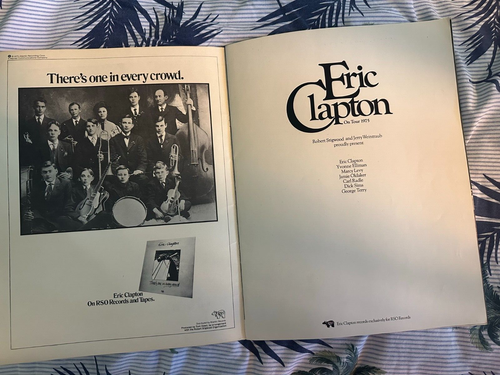 There's one in every crowd.
Eric Clapton
On RSO Records and Tapes.
Eric
Clapton
On Tour 1975
Robert Stigwood and Jerry Weintraub
proudly present
Eric Clapton
Yvonne Elliman
Marcy Levy
Jamie Oldaker
Carl Radle
Dick Sims
George Terry
Eric Clapton records exclusively for RSO Records